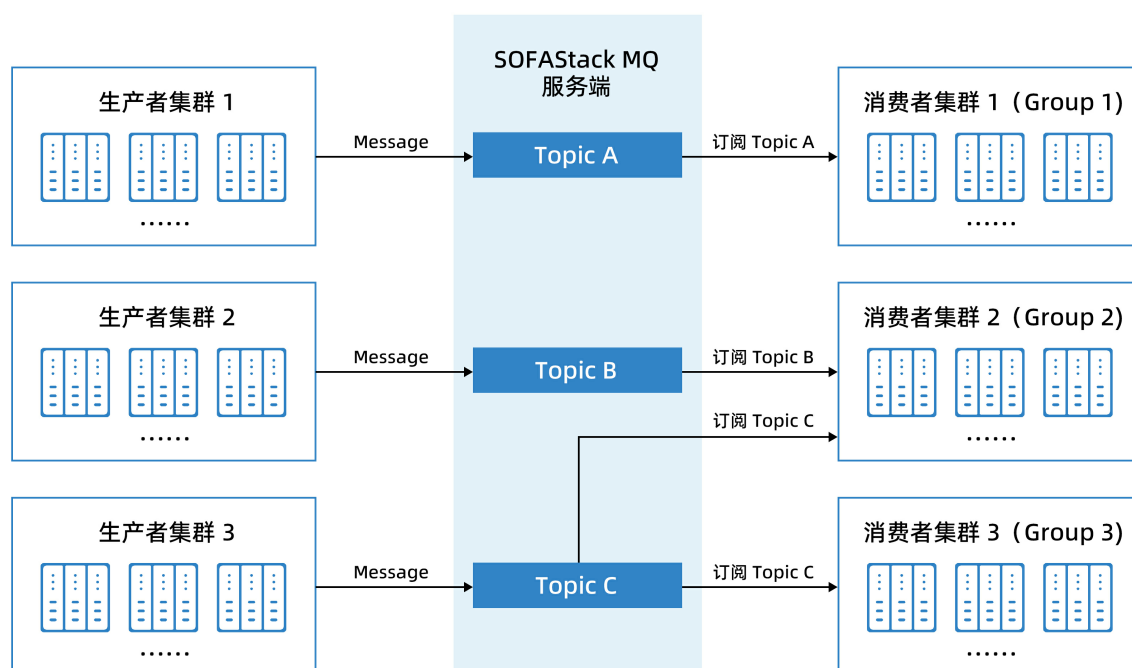 SOFAStack MQ
服务端
生产者集群 1
......
Message
Topic A
订阅 Topic A
消费者集群 1（Group 1)
......
生产者集群 2
......
Message
Topic B
订阅 Topic B
订阅 Topic C
消费者集群 2（Group 2)
......
生产者集群 3
......
Message
Topic C
订阅 Topic C
消费者集群 3（Group 3)
......